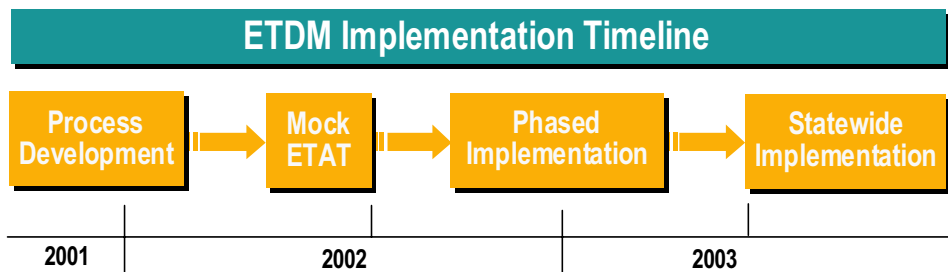 ETDM Implementation Timeline
Process
Development
Mock
ETAT
Phased
Implementation
Statewide
Implementation
2001
2002
2003